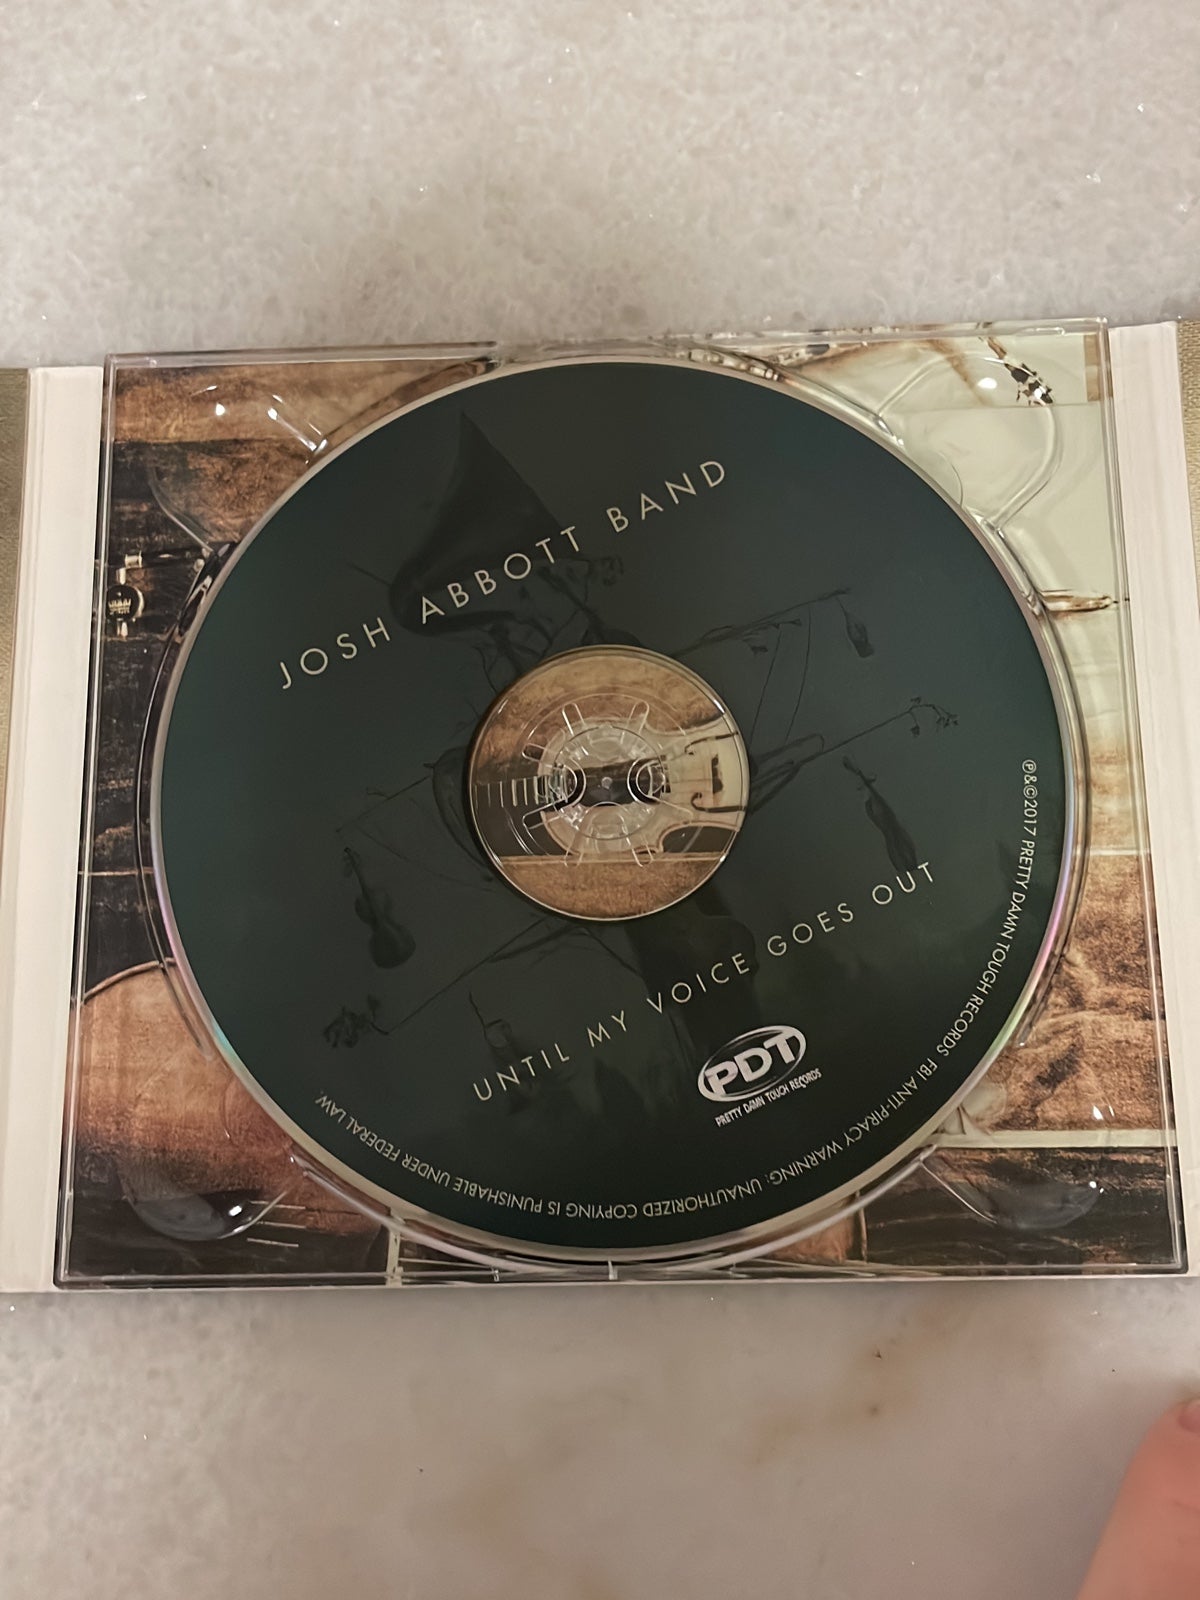 JOSH ABBOTT BAND
UNTIL MY VOICE GOES OUT
PDT
PRETTY DAMN TOUGH RECORDS
℗&©2017 PRETTY DAMN TOUGH RECORDS FBI ANTI-PIRACY WARNING: UNAUTHORIZED COPYING IS PUNISHABLE UNDER FEDERAL LAW.